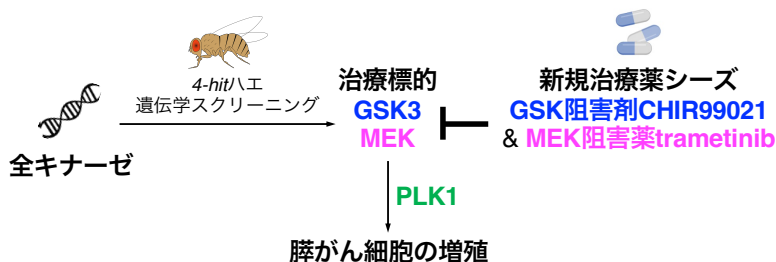 全キナーゼ
4-hitハエ
遺伝学スクリーニング
治療標的
GSK3
MEK
新規治療薬シーズ
GSK阻害剤CHIR99021
& MEK阻害薬trametinib
PLK1
膵がん細胞の増殖